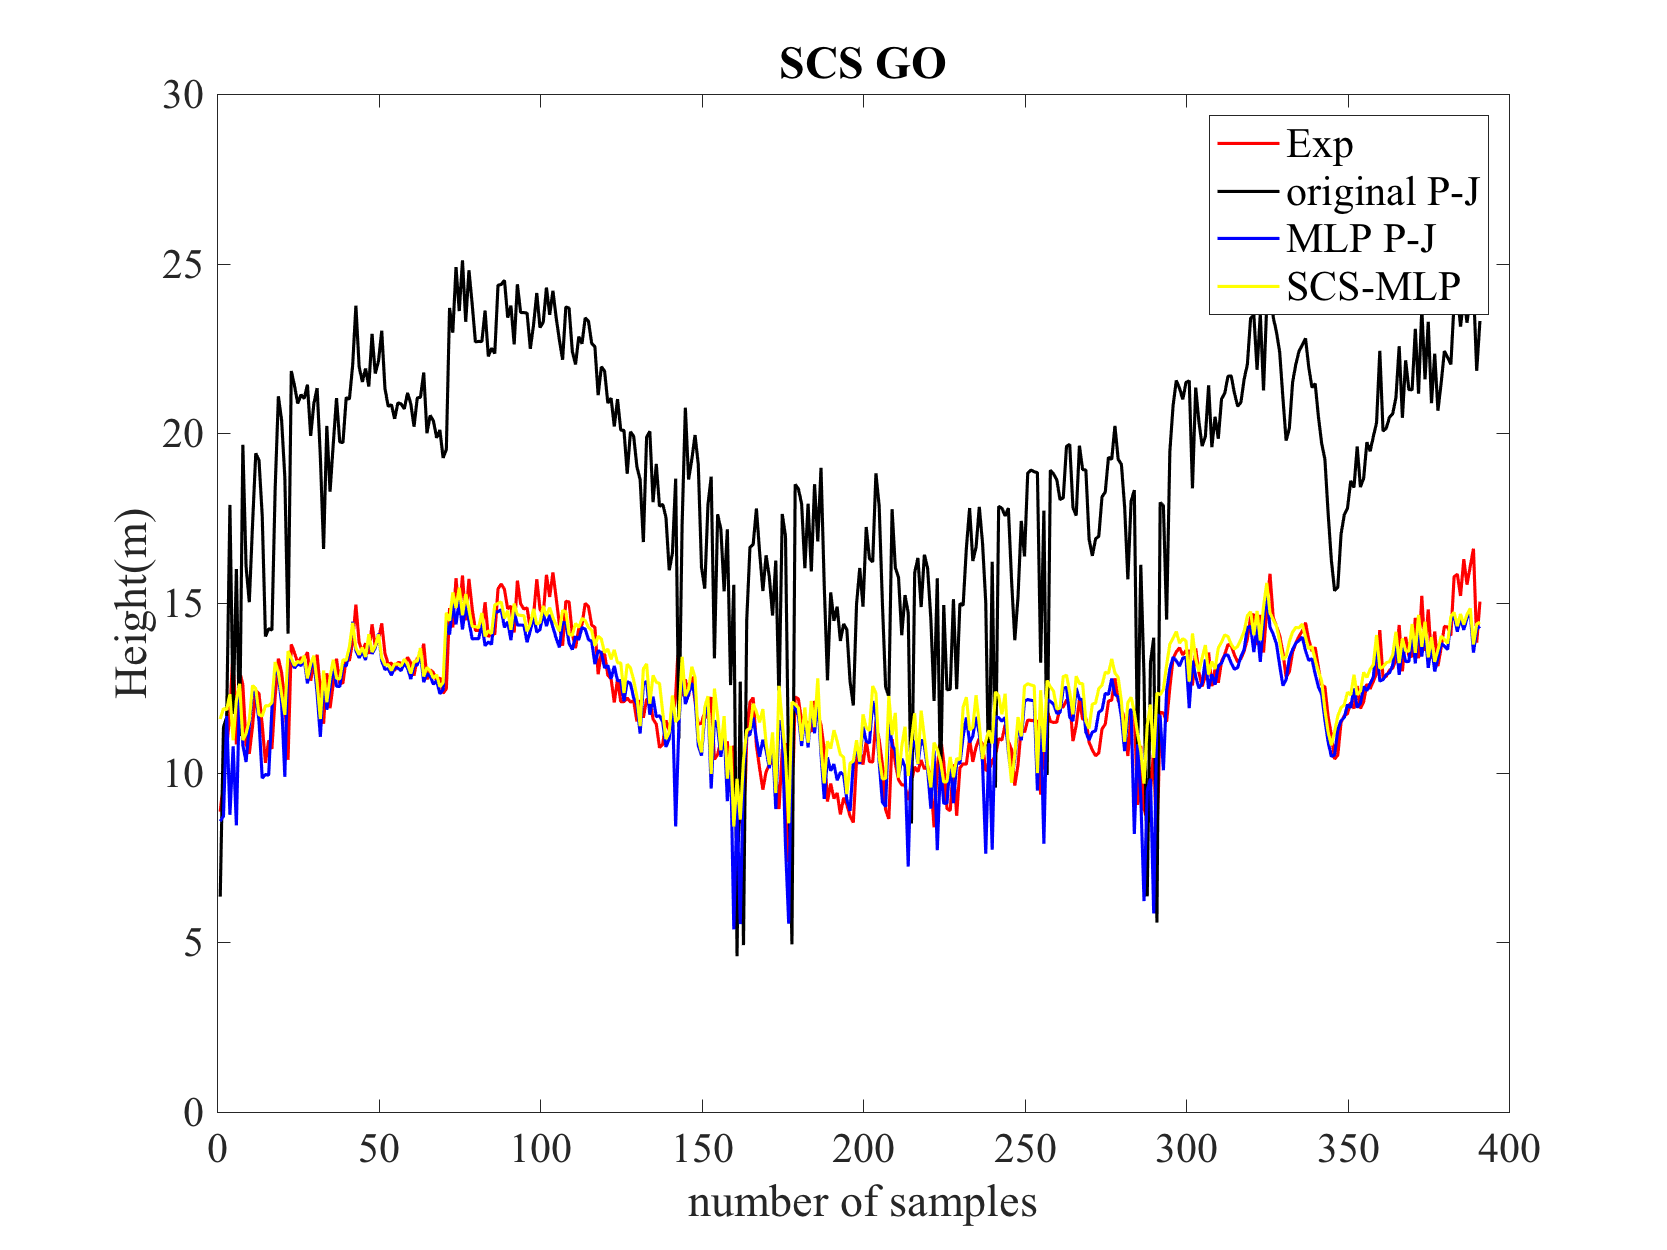 SCS GO
30
25
20
15
10
5
0
Height(m)
Exp
original P-J
MLP P-J
SCS-MLP
0 50 100 150 200 250 300 350 400
number of samples